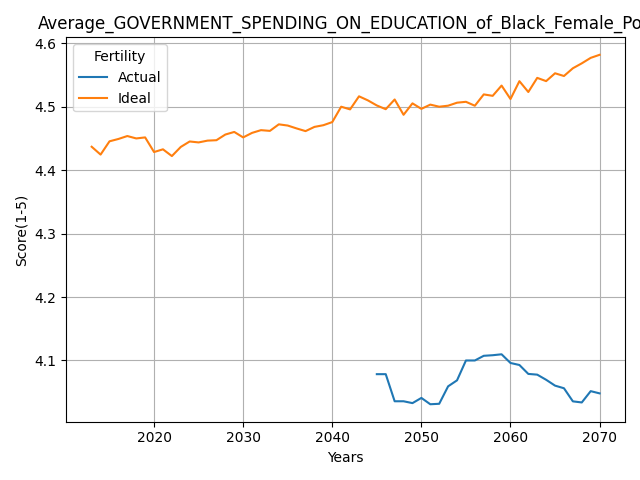 Average_GOVERNMENT_SPENDING_ON_EDUCATION_of_Black_Female_Po
Fertility
Actual
Ideal
4.6
4.5
4.4
4.3
4.2
4.1
Score(1-5)
2020 2030 2040 2050 2060 2070
Years